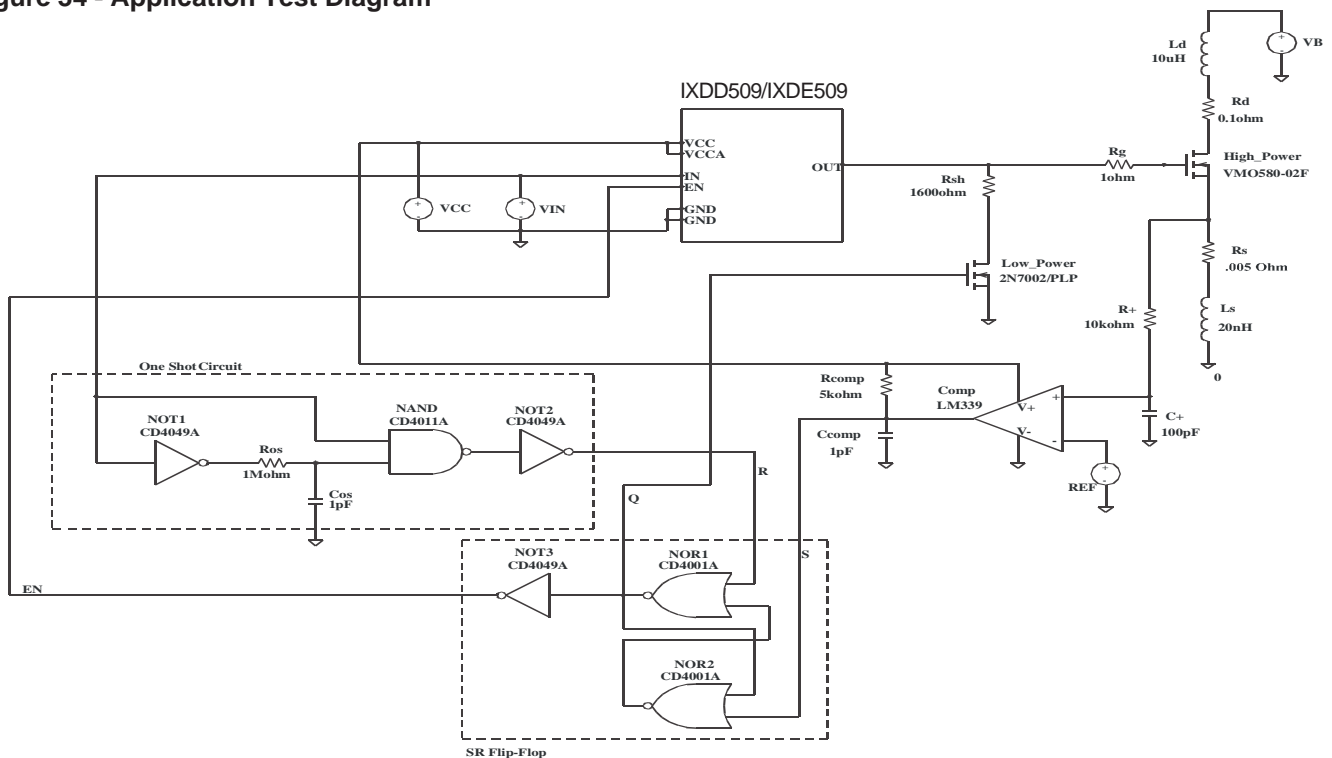 gure 34 - Application Test Diagram
Ld
10uH
+
-
VB
Rd
0.1ohm
IXDD509/IXDE509
VCC
VCCA
IN
EN
GND
GND
OUT
Rg
1ohm
High_Power
VMO580-02F
Rsh
1600ohm
+
-
VCC
+
-
VIN
Rs
.005 Ohm
Low_Power
2N7002/PLP
R+
10kohm
Ls
20nH
0
One Shot Circuit
Rcomp
5kohm
Comp
LM339
V+
V-
+
-
C+
100pF
NOT1
CD4049A
NAND
CD4011A
NOT2
CD4049A
Ros
1Mohm
Ccomp
1pF
+
-
REF
Cos
1pF
R
Q
NOT3
CD4049A
NOR1
CD4001A
S
EN
NOR2
CD4001A
SR Flip-Flop